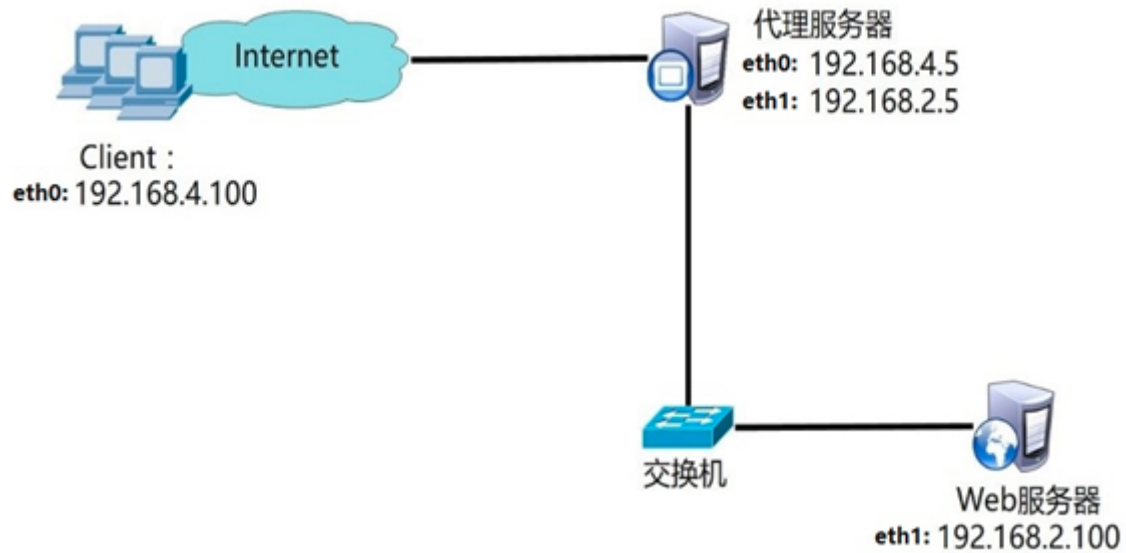 Internet
代理服务器
eth0: 192.168.4.5
eth1: 192.168.2.5
Client：
eth0: 192.168.4.100
交换机
Web服务器
eth1: 192.168.2.100